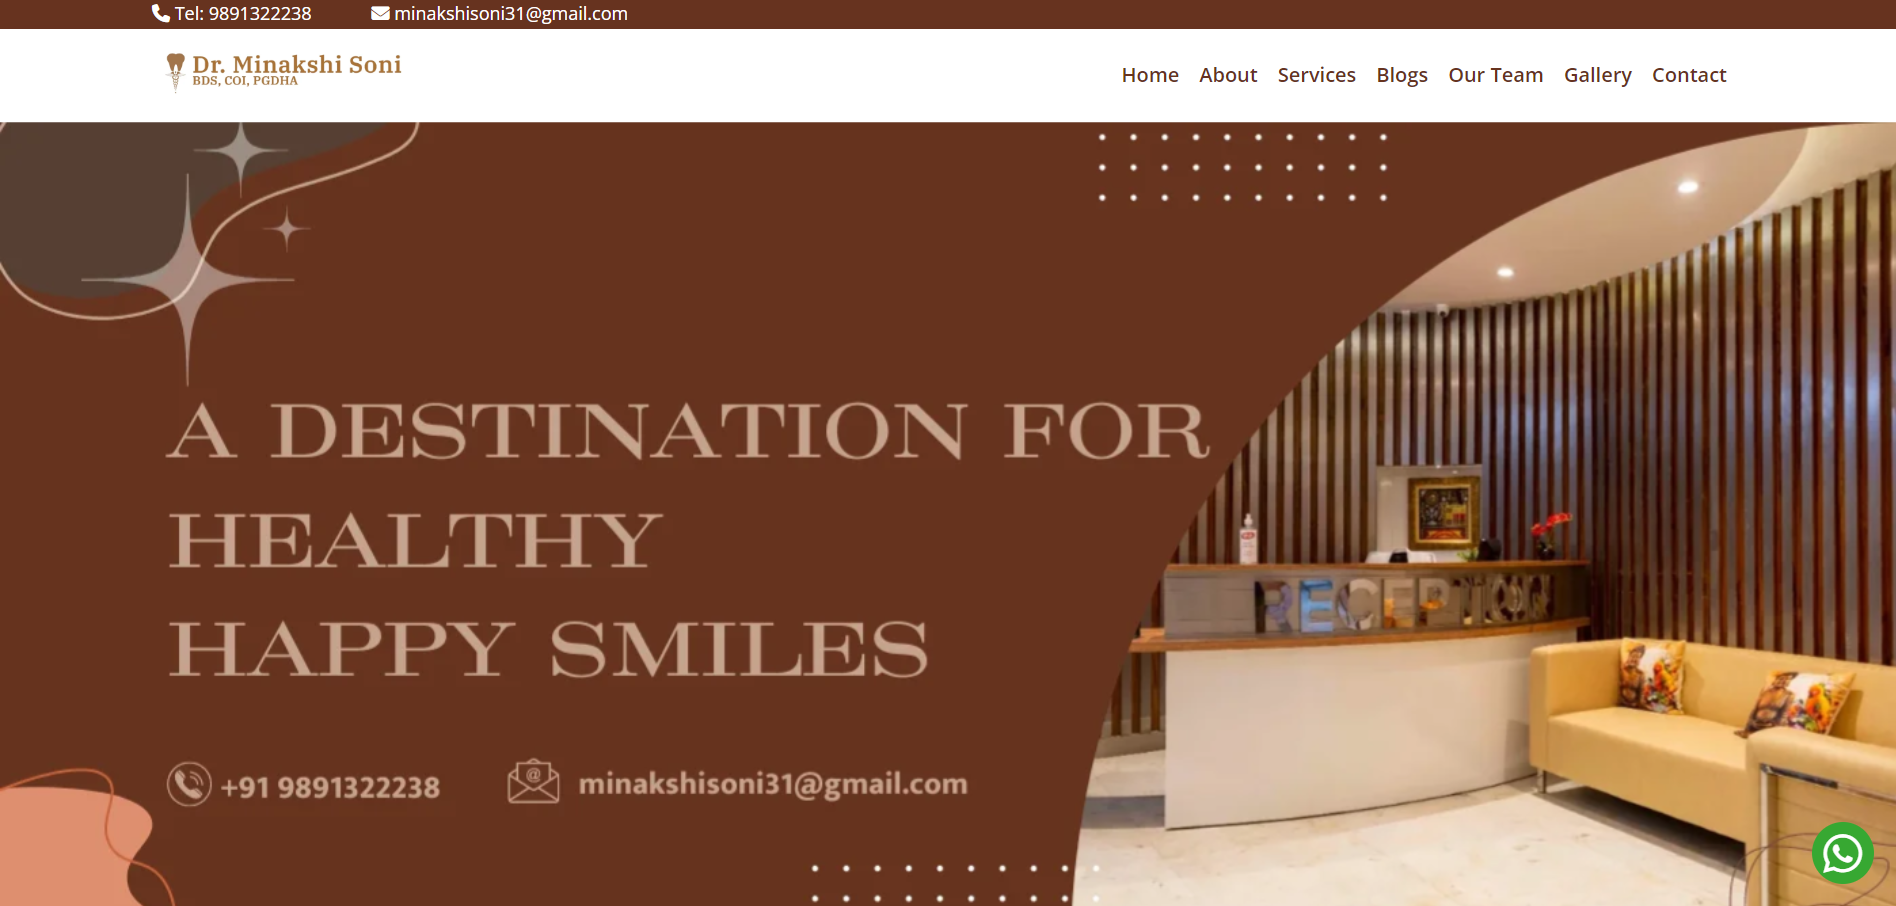 Tel: 9891322238
minakshisoni31@gmail.com
Dr. Minakshi Soni
BDS, COI, PGDHA
Home About Services Blogs Our Team Gallery Contact
A DESTINATION FOR
HEALTHY
HAPPY SMILES
RECEPTION
+91 9891322238
minakshisoni31@gmail.com